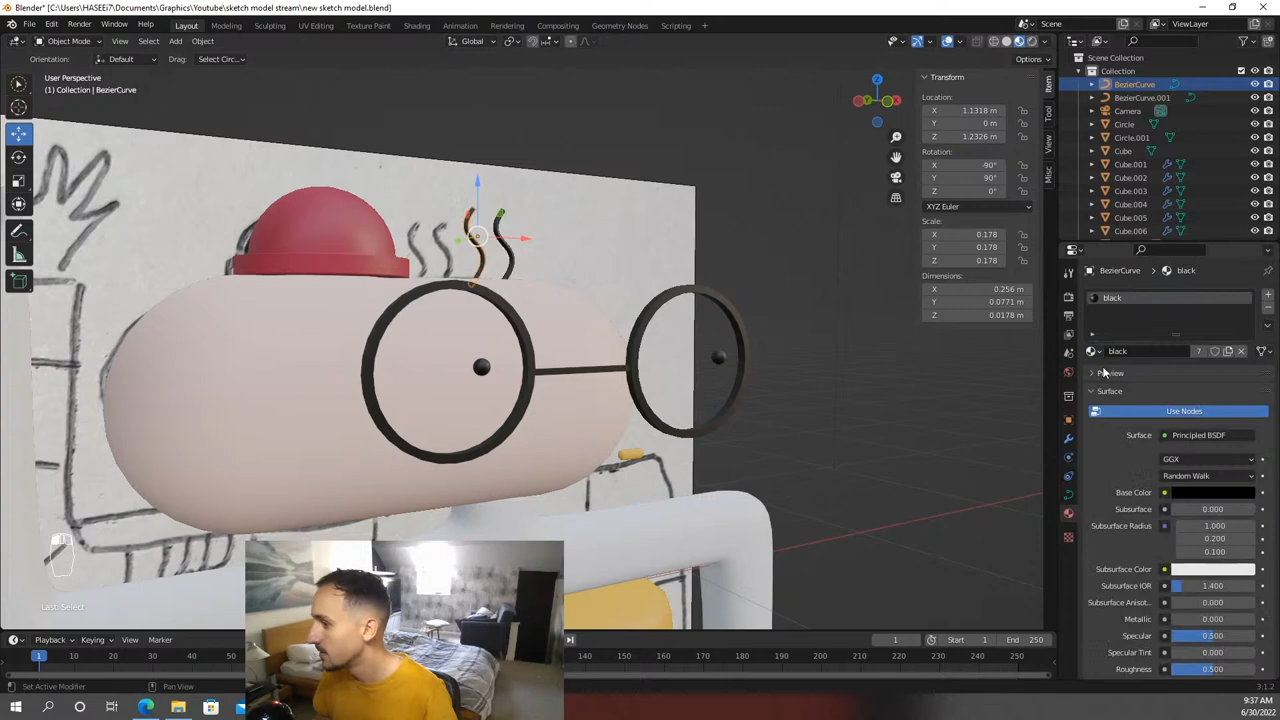 Blender* [C:\Users\HASEEi7\Documents\Graphics\Youtube\sketch model stream\new sketch model.blend]
File Edit Render Window Help Layout Modeling Sculpting UV Editing Texture Paint Shading Animation Rendering Compositing Geometry Nodes Scripting + Scene ViewLayer
Object Mode View Select Add Object Global
Orientation: Default Drag: Select Circ... Options
User Perspective
(1) Collection | BezierCurve
Transform
Location:
X 1.1318 m
Y 0 m
Z 1.2326 m
Rotation:
X -90°
Y 90°
Z 0°
XYZ Euler
Scale:
X 0.178
Y 0.178
Z 0.178
Dimensions:
X 0.256 m
Y 0.0771 m
Z 0.0178 m
Item
Tool
View
Misc
Z
Y
X
Scene Collection
Collection
BezierCurve
BezierCurve.001
Camera
Circle
Circle.001
Cube
Cube.001
Cube.002
Cube.003
Cube.004
Cube.005
Cube.006
BezierCurve > black
black
black 7
Preview
Surface
Use Nodes
Surface Principled BSDF
GGX
Random Walk
Base Color
Subsurface 0.000
Subsurface Radius 1.000
0.200
0.100
Subsurface Color
Subsurface IOR 1.400
Subsurface Anisot... 0.000
Metallic 0.000
Specular 0.500
Specular Tint 0.000
Roughness 0.500
Last: Select
Playback Keying View Marker 1 Start 1 End 250
1 10 20 30 40 50 140 150 160 170 180 190 200 210 220 230 240 250
Set Active Modifier Pan View 3.1.2
9:37 AM
6/30/2022